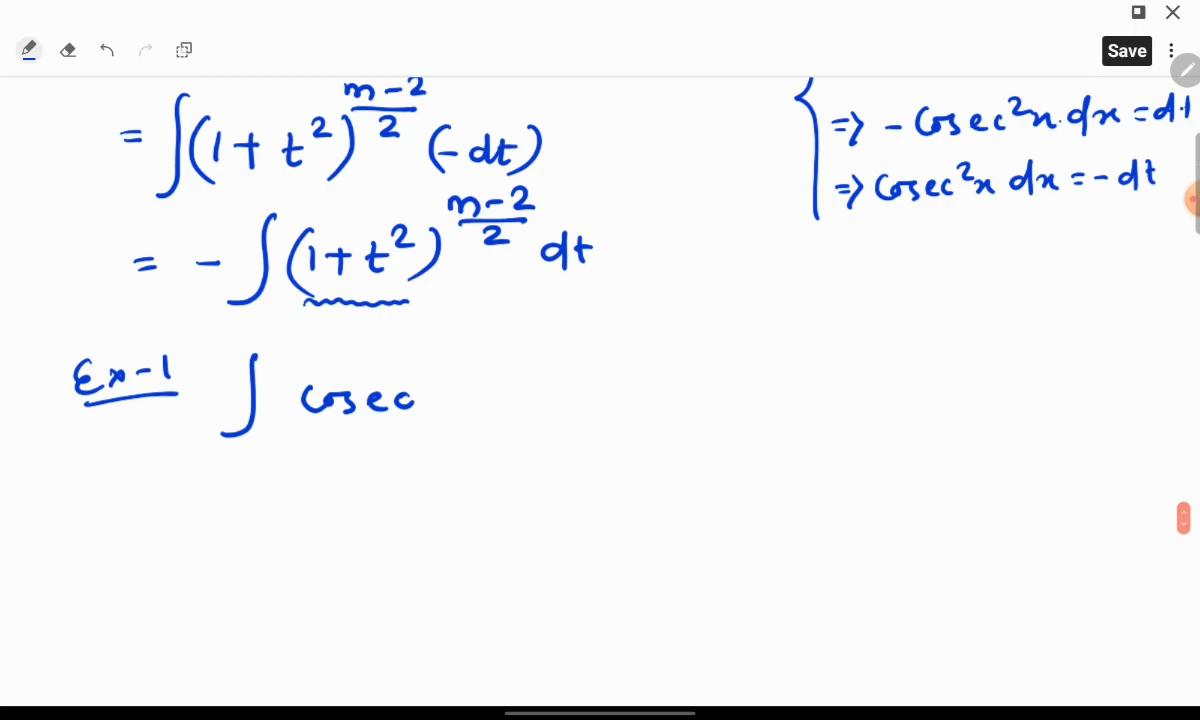 Save
= ∫(1 + t²)^((n-2)/2) (-dt)
= - ∫(1 + t²)^((n-2)/2) dt
⇒ - cosec²x.dx = dt
⇒ cosec²x dx = - dt
Ex-1 ∫ cosec